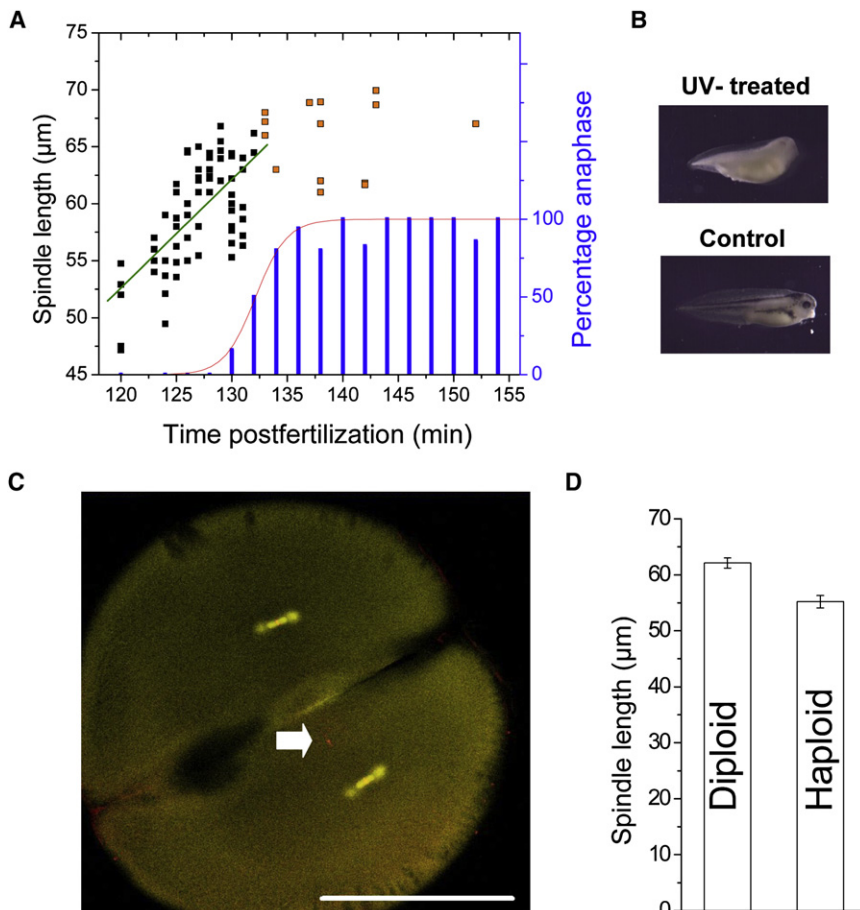 A
75
70
65
60
55
50
45
Spindle length (µm)
120 125 130 135 140 145 150 155
Time postfertilization (min)
100
50
0
Percentage anaphase
B
UV- treated
Control
C
D
70
60
50
40
30
20
10
0
Spindle length (µm)
Diploid
Haploid